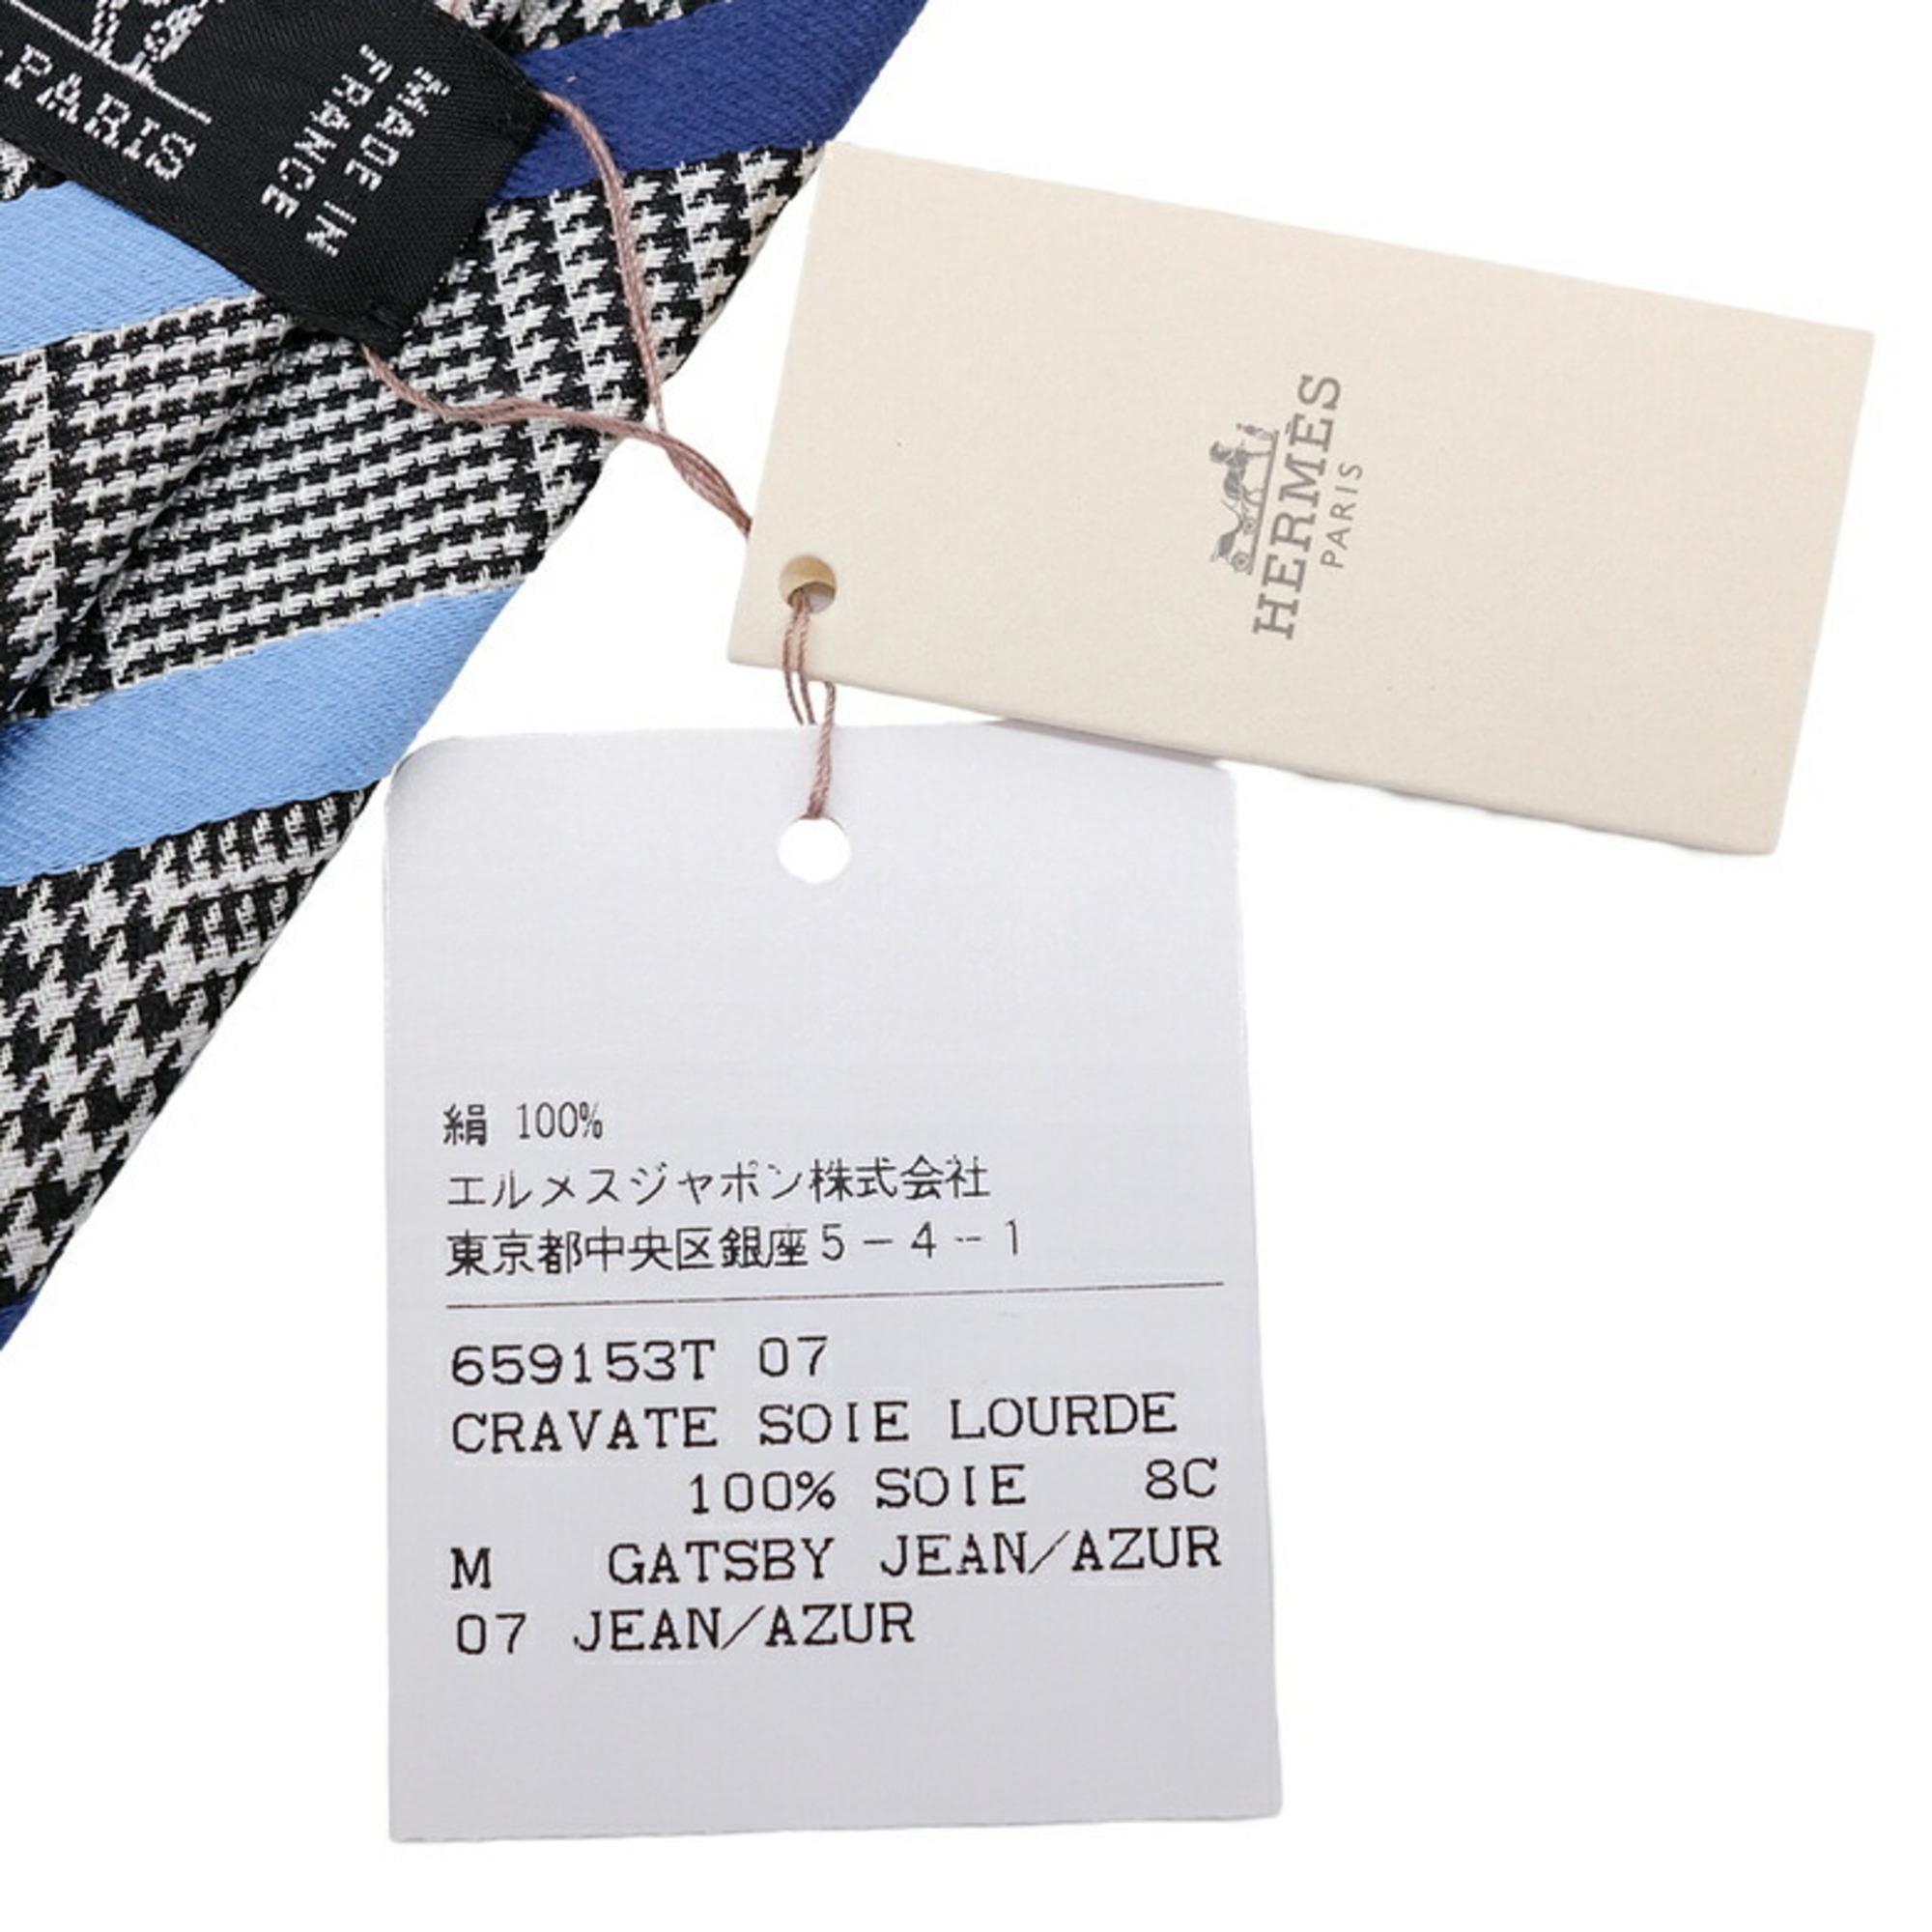 PARIS
MADE IN
FRANCE
HERMÈS
PARIS
絹 100%
エルメスジャポン株式会社
東京都中央区銀座5－4－1
659153T 07
CRAVATE SOIE LOURDE
100% SOIE 8C
M GATSBY JEAN/AZUR
07 JEAN/AZUR